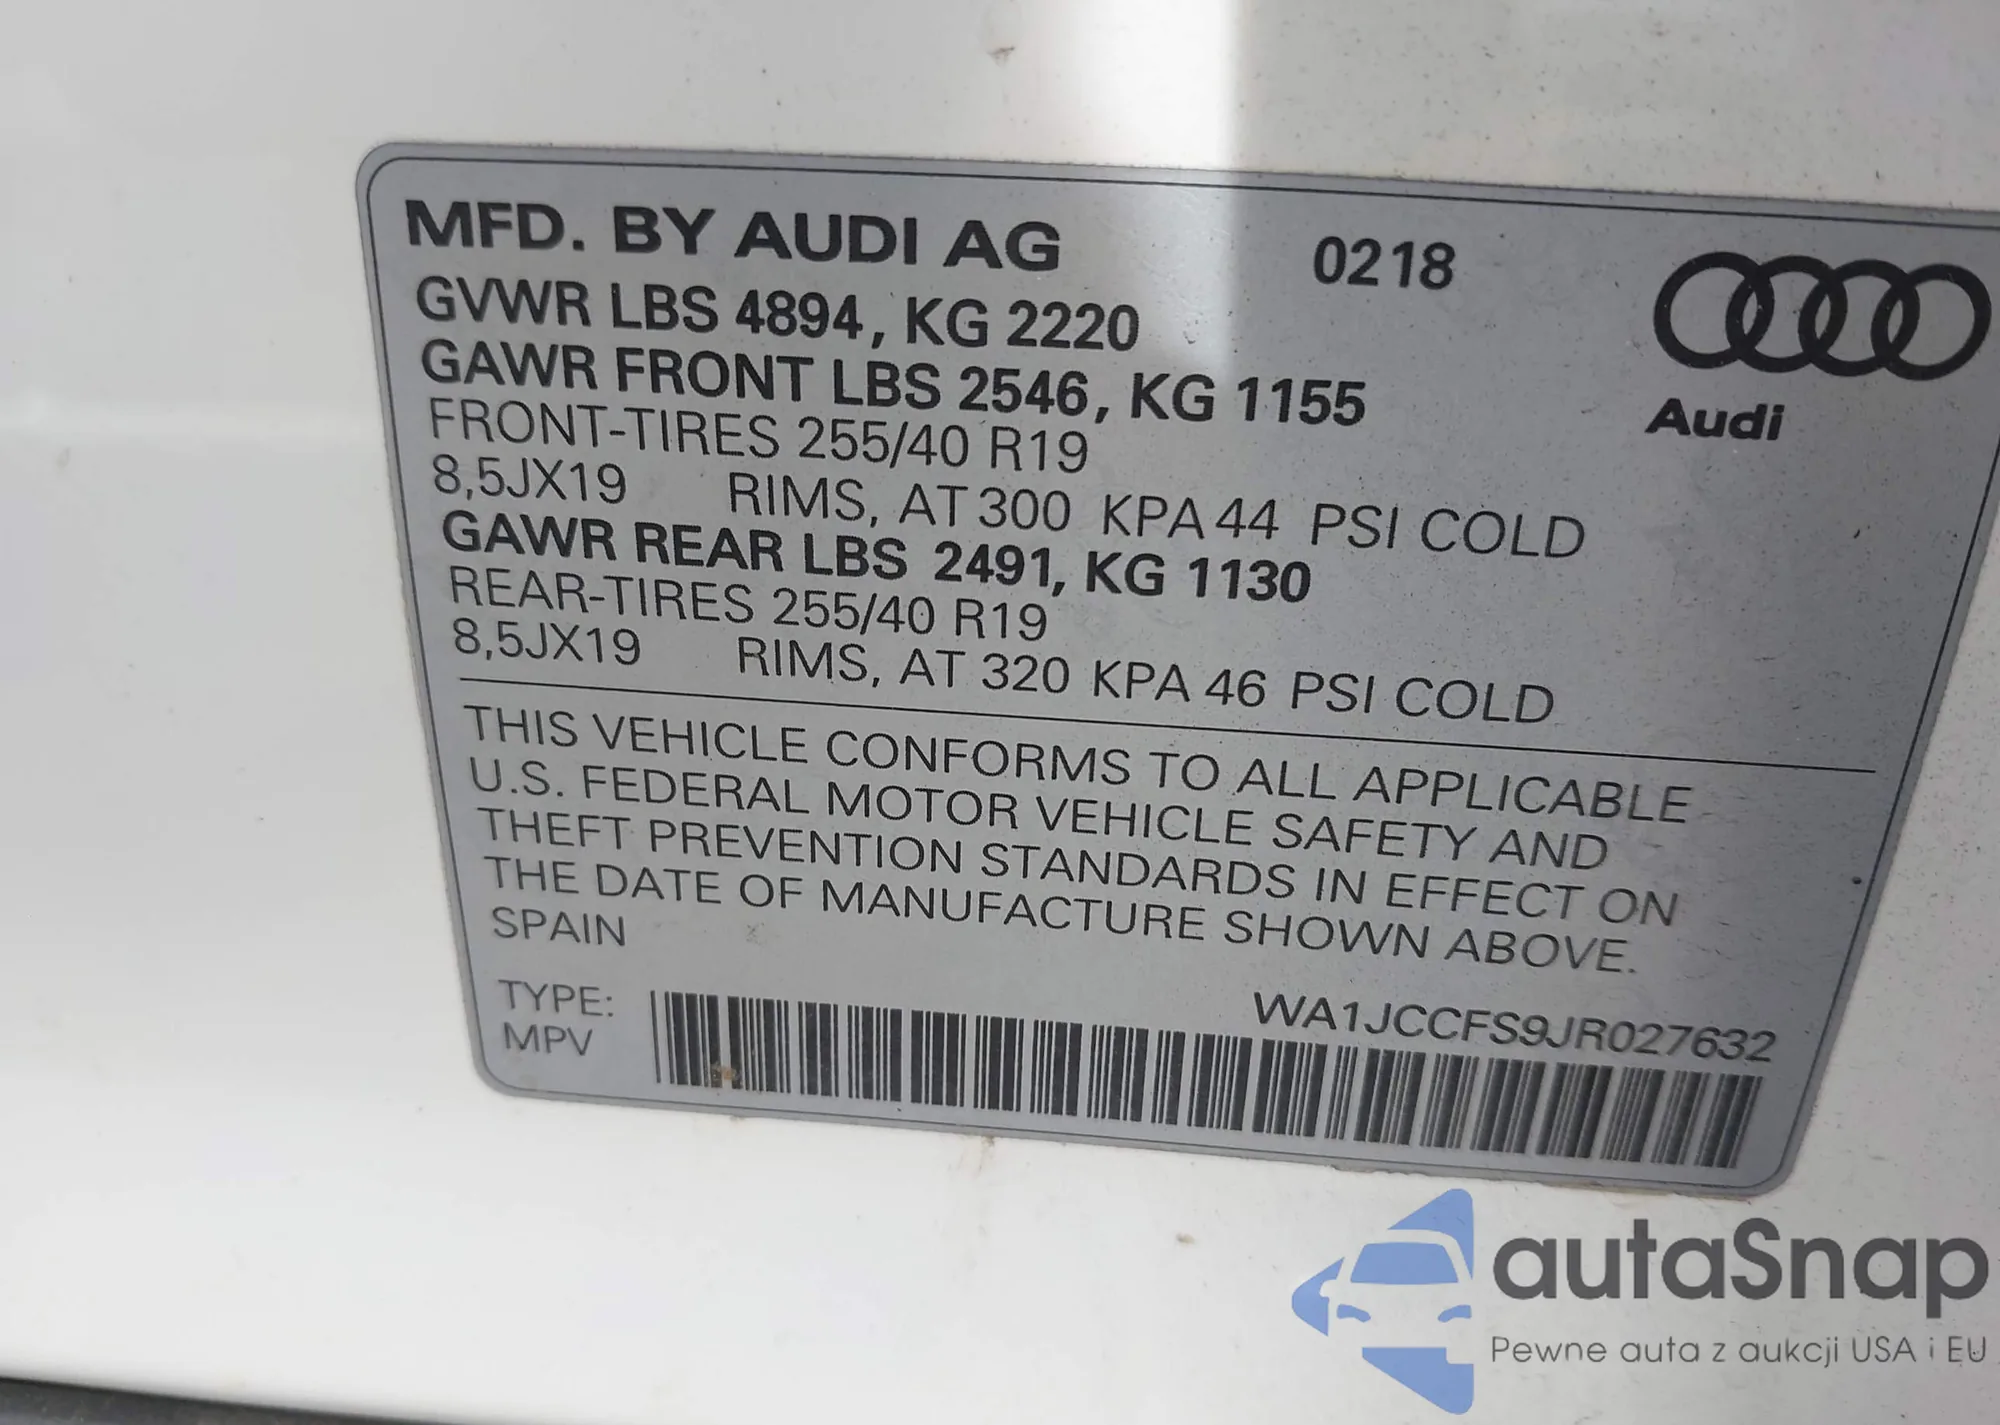 MFD. BY AUDI AG 0218
GVWR LBS 4894, KG 2220
GAWR FRONT LBS 2546, KG 1155
Audi
FRONT-TIRES 255/40 R19
8,5JX19 RIMS, AT 300 KPA 44 PSI COLD
GAWR REAR LBS 2491, KG 1130
REAR-TIRES 255/40 R19
8,5JX19 RIMS, AT 320 KPA 46 PSI COLD
THIS VEHICLE CONFORMS TO ALL APPLICABLE
U.S. FEDERAL MOTOR VEHICLE SAFETY AND
THEFT PREVENTION STANDARDS IN EFFECT ON
THE DATE OF MANUFACTURE SHOWN ABOVE.
SPAIN
TYPE: WA1JCCFS9JR027632
MPV
autaSnap
Pewne auta z aukcji USA i EU